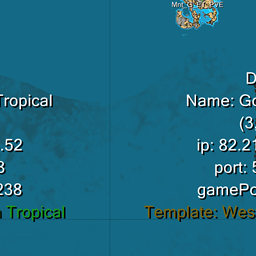 D
Tropical
Name: Go
(3,
.52
ip: 82.21
3
port: 5
238
gamePo
Tropical
Template: Wes